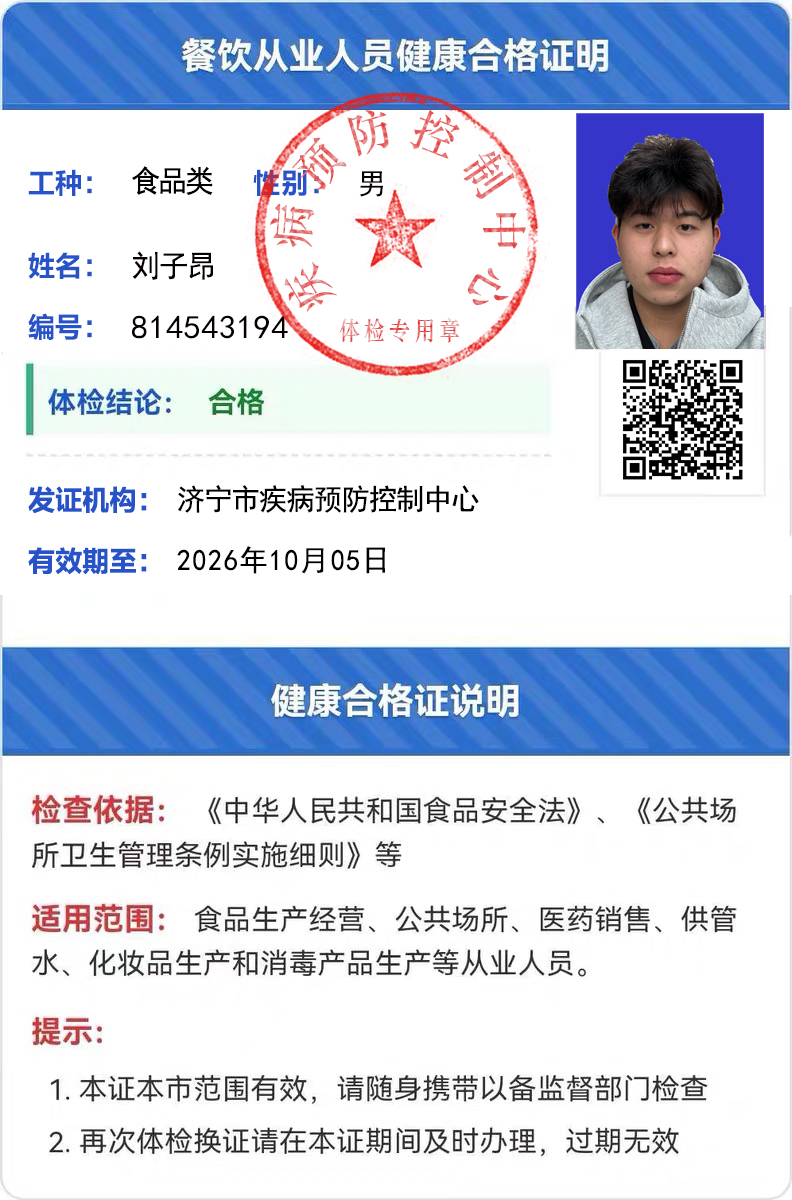 餐饮从业人员健康合格证明
工种： 食品类 性别： 男
姓名： 刘子昂
编号： 814543194
疾病预防控制中心
体检专用章
体检结论： 合格
发证机构： 济宁市疾病预防控制中心
有效期至： 2026年10月05日
健康合格证说明
检查依据： 《中华人民共和国食品安全法》、《公共场
所卫生管理条例实施细则》等
适用范围： 食品生产经营、公共场所、医药销售、供管
水、化妆品生产和消毒产品生产等从业人员。
提示：
1. 本证本市范围有效，请随身携带以备监督部门检查
2. 再次体检换证请在本证期间及时办理，过期无效